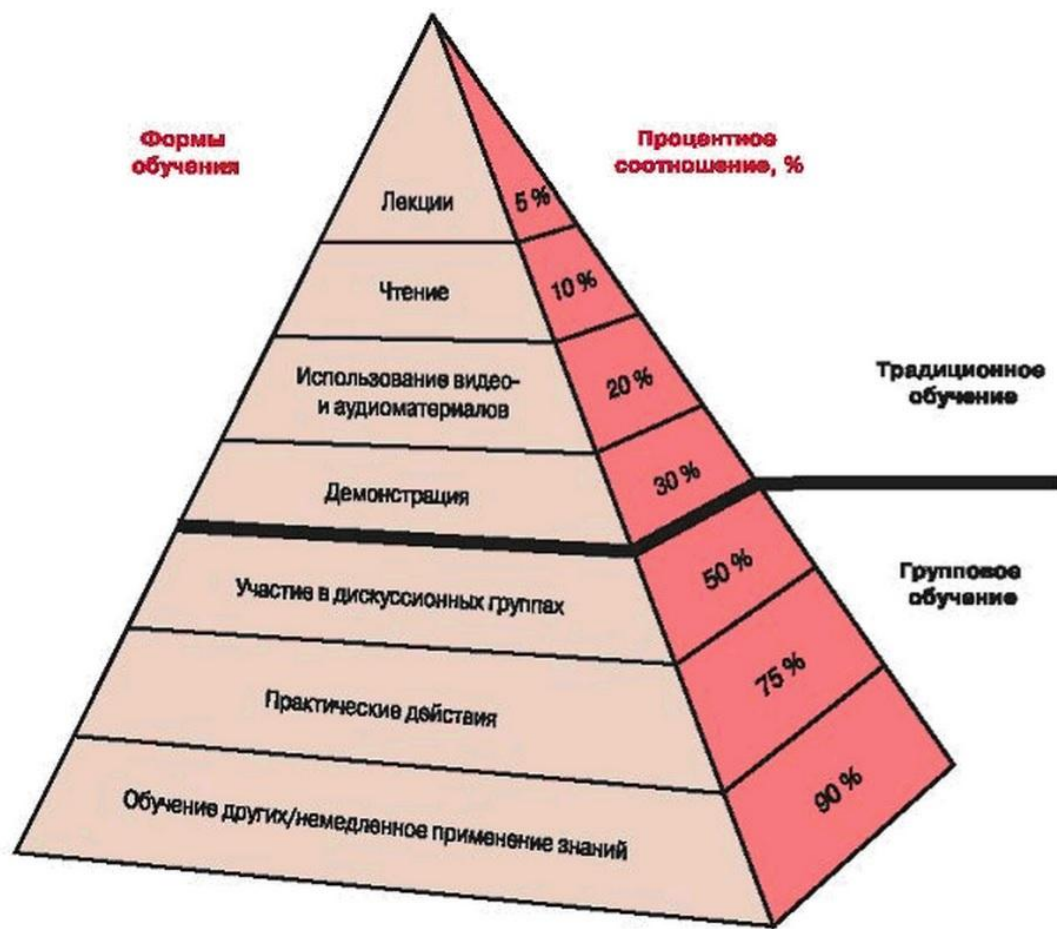 Формы
обучения
Процентное
соотношение, %
Лекции
5 %
Чтение
10 %
Использование видео-
и аудиоматериалов
20 %
Традиционное
обучение
Демонстрация
30 %
Участие в дискуссионных группах
50 %
Групповое
обучение
Практические действия
75 %
Обучение других/немедленное применение знаний
90 %